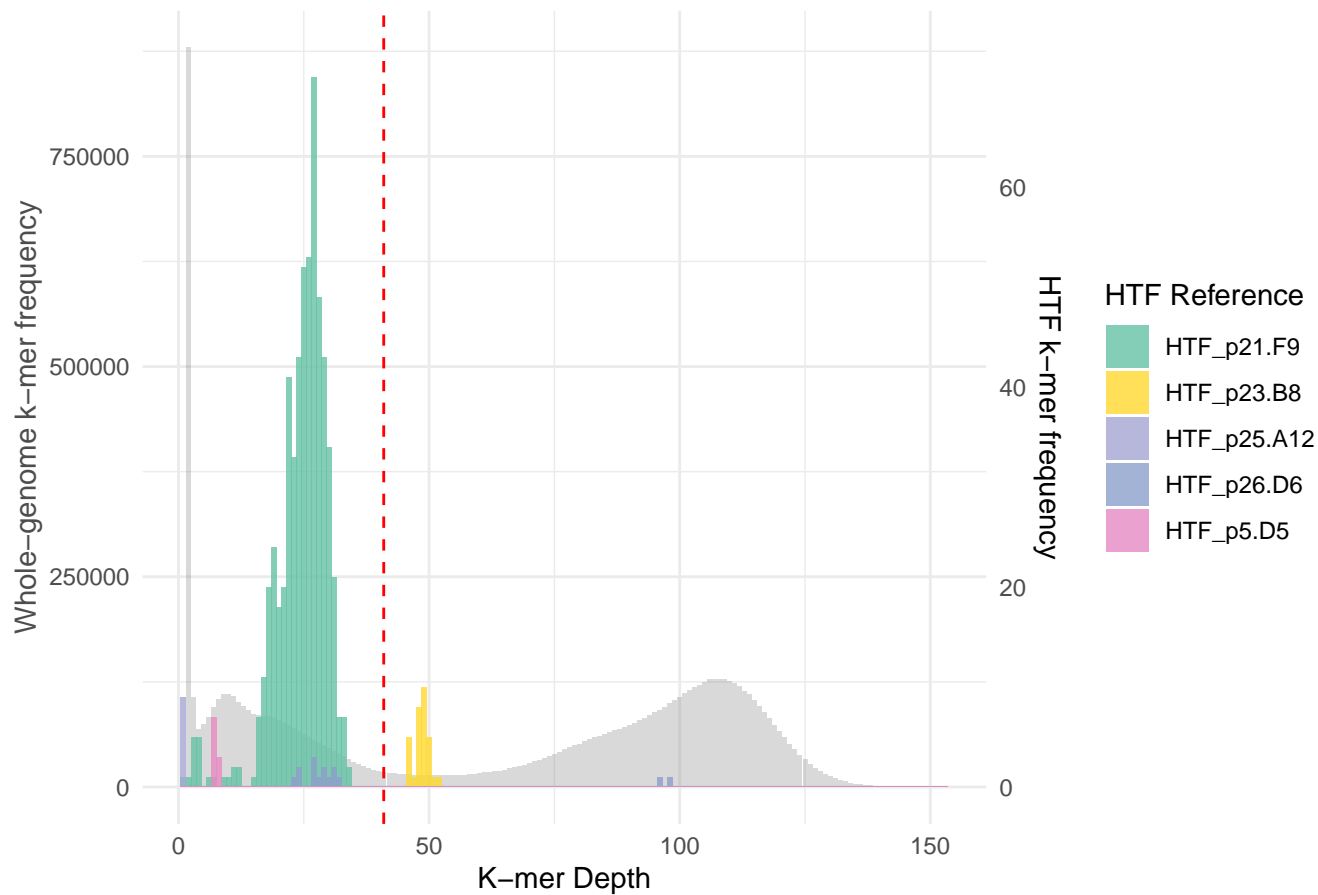 Whole−genome k−mer frequency
750000
500000
250000
0
0
50
100
150
K−mer Depth
60
40
20
0
HTF k−mer frequency
HTF Reference
HTF_p21.F9
HTF_p23.B8
HTF_p25.A12
HTF_p26.D6
HTF_p5.D5